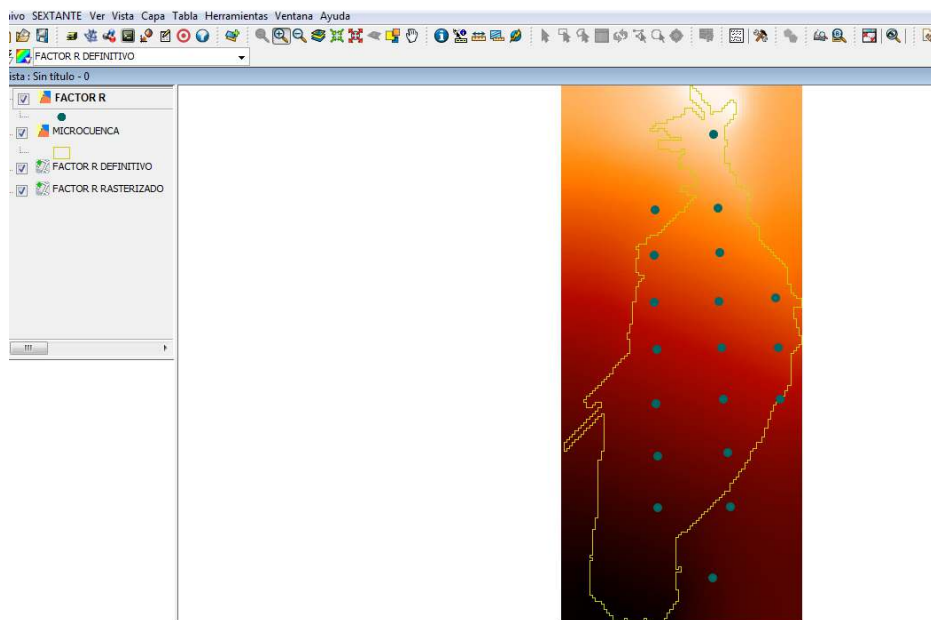 ivo SEXTANTE Ver Vista Capa Tabla Herramientas Ventana Ayuda
FACTOR R DEFINITIVO
ista : Sin título - 0
FACTOR R
MICROCUENCA
FACTOR R DEFINITIVO
FACTOR R RASTERIZADO